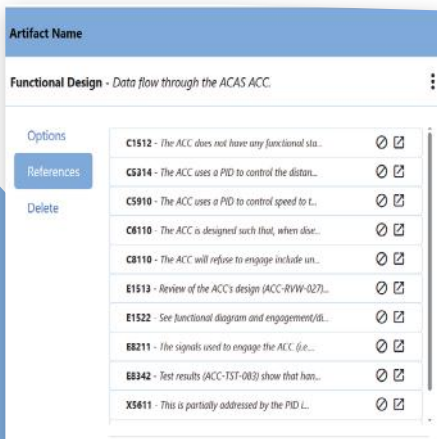 Artifact Name
Functional Design - Data flow through the ACAS ACC.
Options
References
Delete
C1512 - The ACC does not have any functional sta...
C5314 - The ACC uses a PID to control the distan...
C5910 - The ACC uses a PID to control speed to t...
C6110 - The ACC is designed such that, when dise...
C8110 - The ACC will refuse to engage include un...
E1513 - Review of the ACC's design (ACC-RVW-027)...
E1522 - See functional diagram and engagement/di...
E8211 - The signals used to engage the ACC (i.e....
E8342 - Test results (ACC-TST-003) show that han...
X5611 - This is partially addressed by the PID i...